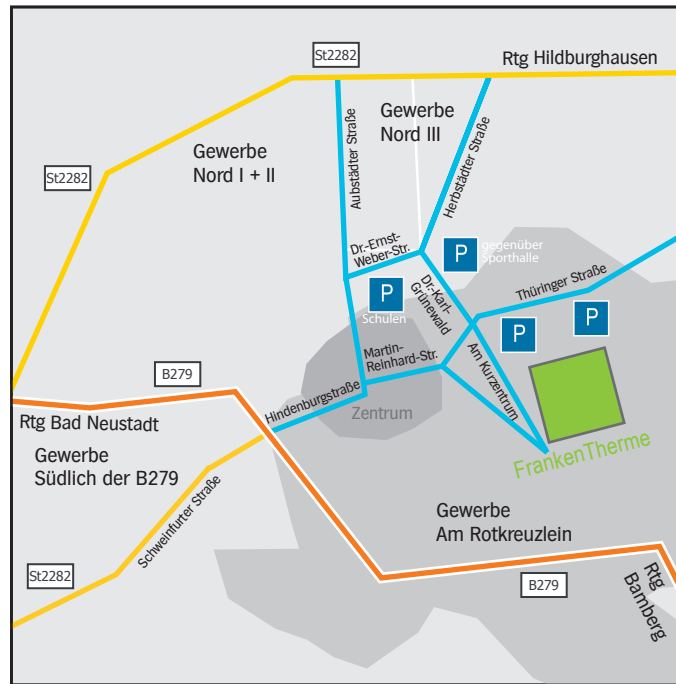 St2282
Rtg Hildburghausen
Gewerbe
Nord III
Gewerbe
Nord I + II
St2282
Aubstädter Straße
Herbstädter Straße
Dr.-Ernst-
Weber-Str.
P
gegenüber
Sporthalle
P
Schulen
Dr.-Karl-
Grünewald
Thüringer Straße
P
P
Martin-
Reinhard-Str.
Am Kurzentrum
B279
Hindenburgstraße
Zentrum
Rtg Bad Neustadt
Gewerbe
Südlich der B279
FrankenTherme
Schweinfurter Straße
Gewerbe
Am Rotkreuzlein
St2282
B279
Rtg
Bamberg